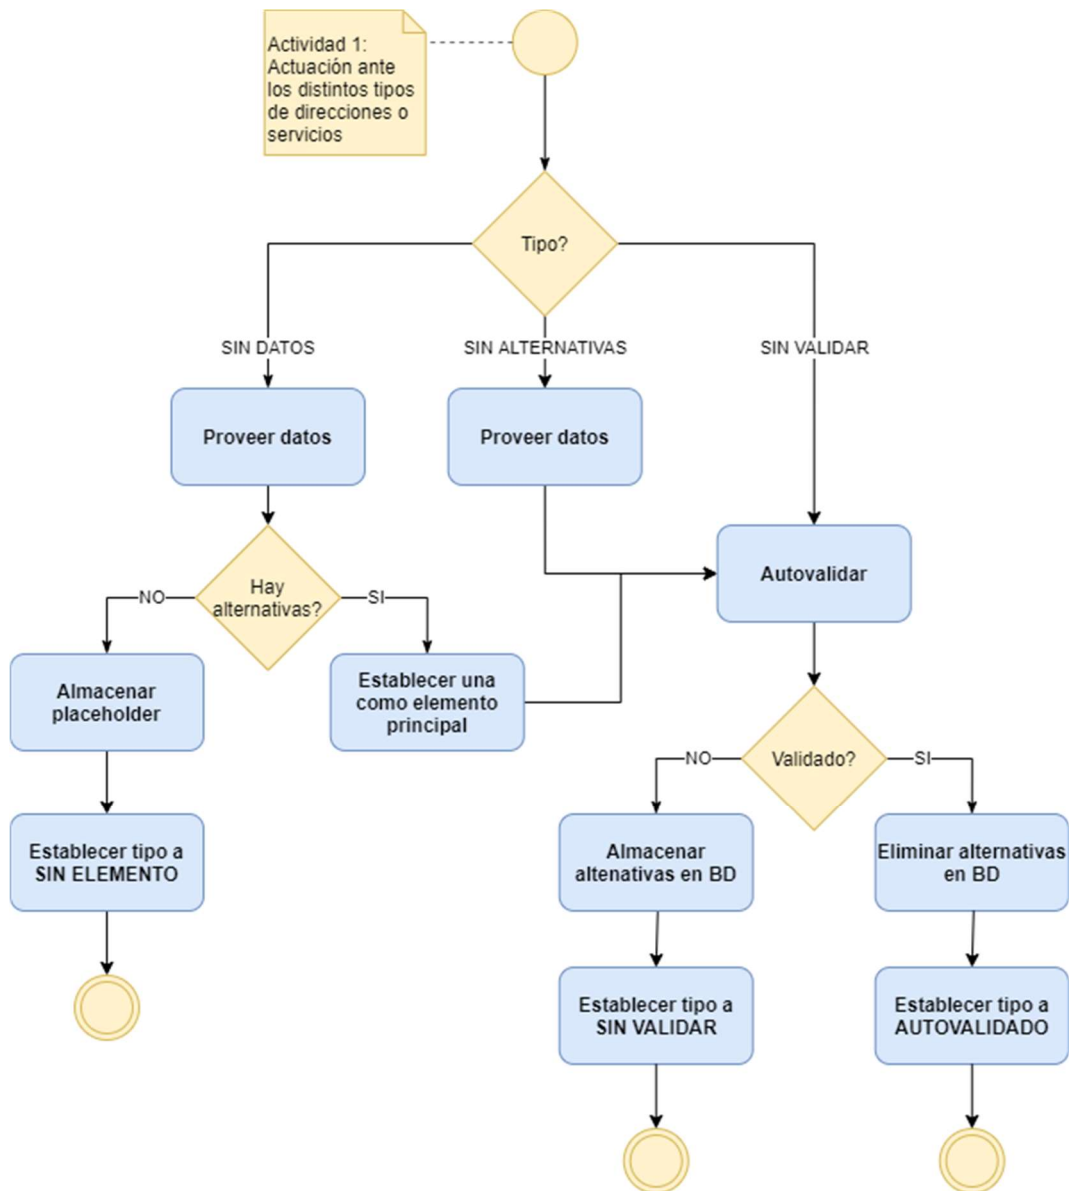 Actividad 1:
Actuación ante
los distintos tipos
de direcciones o
servicios
Tipo?
SIN DATOS
SIN ALTERNATIVAS
SIN VALIDAR
Proveer datos
Proveer datos
Autovalidar
Hay
alternativas?
NO
SI
Almacenar
placeholder
Establecer una
como elemento
principal
Validado?
NO
SI
Establecer tipo a
SIN ELEMENTO
Almacenar
altenativas en BD
Eliminar alternativas
en BD
Establecer tipo a
SIN VALIDAR
Establecer tipo a
AUTOVALIDADO